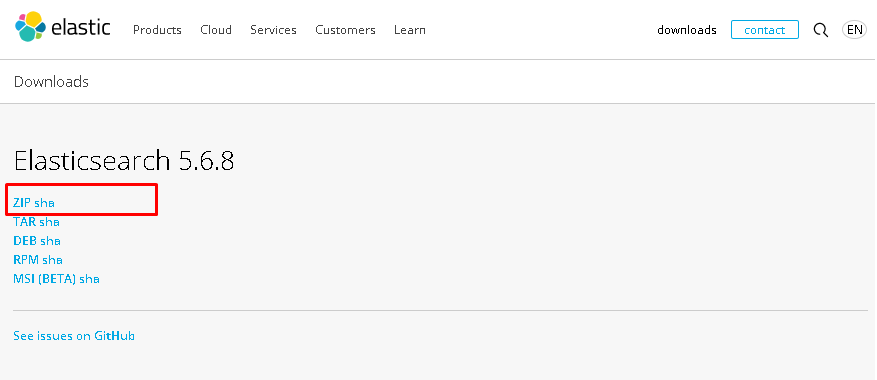 elastic Products Cloud Services Customers Learn downloads contact EN
Downloads
Elasticsearch 5.6.8
ZIP sha
TAR sha
DEB sha
RPM sha
MSI (BETA) sha
See issues on GitHub